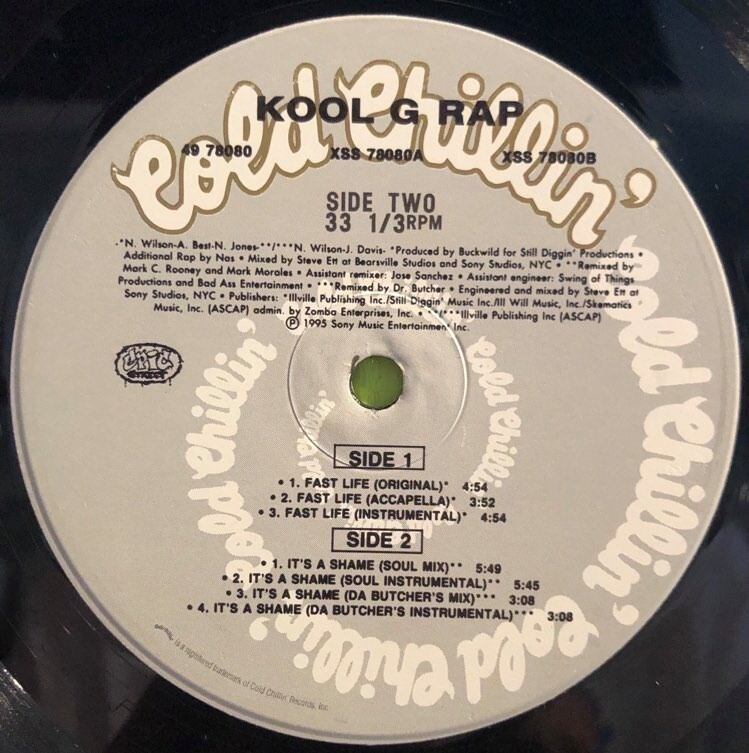 Cold Chillin'
KOOL G RAP
49 78080 XSS 78080A XSS 78080B
SIDE TWO
33 1/3RPM
*N. Wilson-A. Best-N. Jones-**/***N. Wilson-J. Davis- *Produced by Buckwild for Still Diggin' Productions •
Additional Rap by Nas • Mixed by Steve Ett at Bearsville Studios and Sony Studios, NYC • **Remixed by
Mark C. Rooney and Mark Morales • Assistant remixer: Jose Sanchez • Assistant engineer: Swing of Things
Productions and Bad Ass Entertainment • ***Remixed by Dr. Butcher • Engineered and mixed by Steve Ett at
Sony Studios, NYC • Publishers: *Illville Publishing Inc./Still Diggin' Music Inc./Ill Will Music, Inc./Skematics
Music, Inc. (ASCAP) admin. by Zomba Enterprises, Inc. • **/***Illville Publishing Inc (ASCAP)
Ⓟ 1995 Sony Music Entertainment Inc.
EPIC
STREET
SIDE 1
• 1. FAST LIFE (ORIGINAL)* 4:54
• 2. FAST LIFE (ACCAPELLA)* 3:52
• 3. FAST LIFE (INSTRUMENTAL)* 4:54
SIDE 2
• 1. IT'S A SHAME (SOUL MIX)** 5:49
• 2. IT'S A SHAME (SOUL INSTRUMENTAL)** 5:45
• 3. IT'S A SHAME (DA BUTCHER'S MIX)*** 3:08
• 4. IT'S A SHAME (DA BUTCHER'S INSTRUMENTAL)*** 3:08
Cold Chillin'
Cold Chillin'
Cold Chillin'
Cold Chillin'
is a registered trademark of Cold Chillin' Records, Inc.